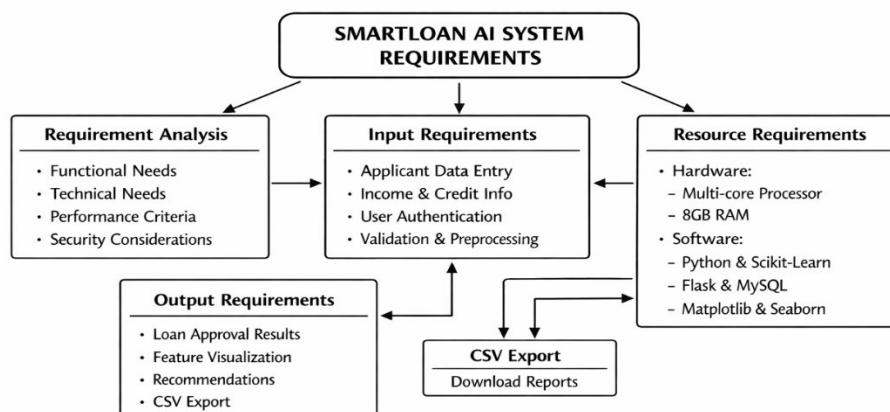 SMARTLOAN AI SYSTEM
REQUIREMENTS
Requirement Analysis
• Functional Needs
• Technical Needs
• Performance Criteria
• Security Considerations
Input Requirements
• Applicant Data Entry
• Income & Credit Info
• User Authentication
• Validation & Preprocessing
Resource Requirements
• Hardware:
– Multi-core Processor
– 8GB RAM
• Software:
– Python & Scikit-Learn
– Flask & MySQL
– Matplotlib & Seaborn
Output Requirements
• Loan Approval Results
• Feature Visualization
• Recommendations
• CSV Export
CSV Export
Download Reports